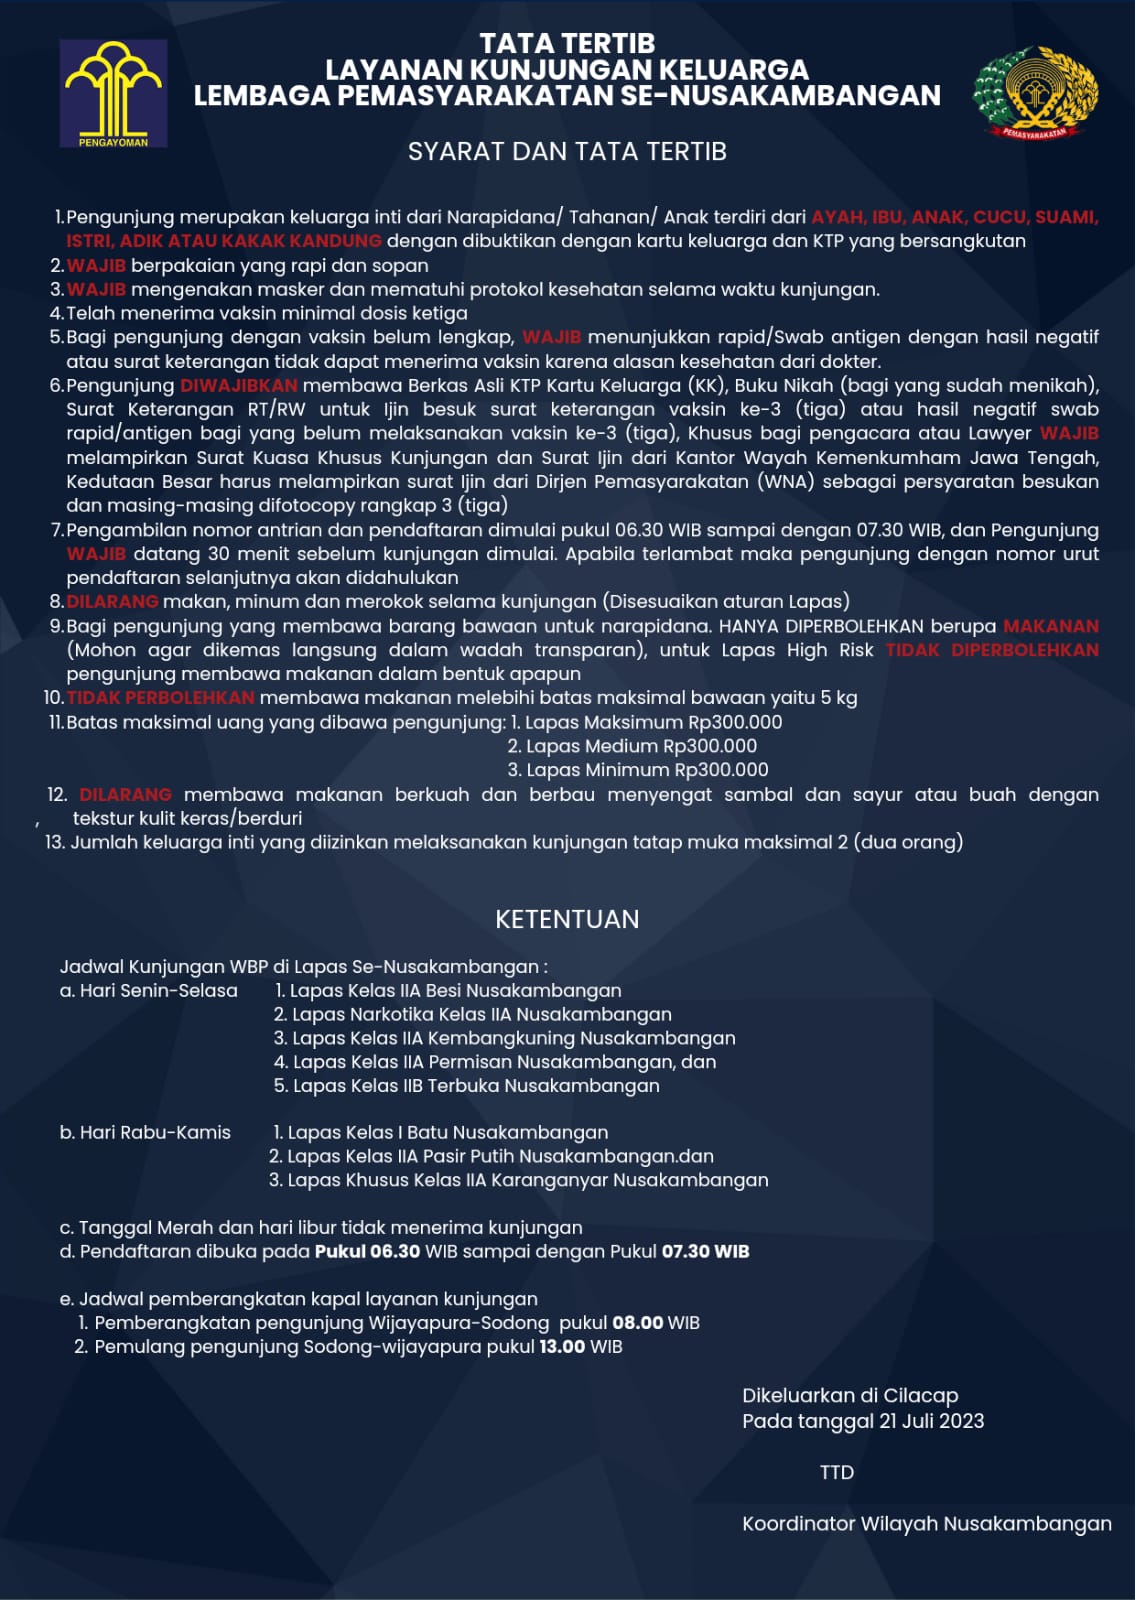 PENGAYOMAN
TATA TERTIB
LAYANAN KUNJUNGAN KELUARGA
LEMBAGA PEMASYARAKATAN SE-NUSAKAMBANGAN
PEMASYARAKATAN
SYARAT DAN TATA TERTIB
1.Pengunjung merupakan keluarga inti dari Narapidana/ Tahanan/ Anak terdiri dari AYAH, IBU, ANAK, CUCU, SUAMI,
ISTRI, ADIK ATAU KAKAK KANDUNG dengan dibuktikan dengan kartu keluarga dan KTP yang bersangkutan
2.WAJIB berpakaian yang rapi dan sopan
3.WAJIB mengenakan masker dan mematuhi protokol kesehatan selama waktu kunjungan.
4.Telah menerima vaksin minimal dosis ketiga
5.Bagi pengunjung dengan vaksin belum lengkap, WAJIB menunjukkan rapid/Swab antigen dengan hasil negatif
atau surat keterangan tidak dapat menerima vaksin karena alasan kesehatan dari dokter.
6.Pengunjung DIWAJIBKAN membawa Berkas Asli KTP Kartu Keluarga (KK), Buku Nikah (bagi yang sudah menikah),
Surat Keterangan RT/RW untuk Ijin besuk surat keterangan vaksin ke-3 (tiga) atau hasil negatif swab
rapid/antigen bagi yang belum melaksanakan vaksin ke-3 (tiga), Khusus bagi pengacara atau Lawyer WAJIB
melampirkan Surat Kuasa Khusus Kunjungan dan Surat Ijin dari Kantor Wayah Kemenkumham Jawa Tengah,
Kedutaan Besar harus melampirkan surat Ijin dari Dirjen Pemasyarakatan (WNA) sebagai persyaratan besukan
dan masing-masing difotocopy rangkap 3 (tiga)
7.Pengambilan nomor antrian dan pendaftaran dimulai pukul 06.30 WIB sampai dengan 07.30 WIB, dan Pengunjung
WAJIB datang 30 menit sebelum kunjungan dimulai. Apabila terlambat maka pengunjung dengan nomor urut
pendaftaran selanjutnya akan didahulukan
8.DILARANG makan, minum dan merokok selama kunjungan (Disesuaikan aturan Lapas)
9.Bagi pengunjung yang membawa barang bawaan untuk narapidana. HANYA DIPERBOLEHKAN berupa MAKANAN
(Mohon agar dikemas langsung dalam wadah transparan), untuk Lapas High Risk TIDAK DIPERBOLEHKAN
pengunjung membawa makanan dalam bentuk apapun
10.TIDAK PERBOLEHKAN membawa makanan melebihi batas maksimal bawaan yaitu 5 kg
11.Batas maksimal uang yang dibawa pengunjung: 1. Lapas Maksimum Rp300.000
2. Lapas Medium Rp300.000
3. Lapas Minimum Rp300.000
12. DILARANG membawa makanan berkuah dan berbau menyengat sambal dan sayur atau buah dengan
, tekstur kulit keras/berduri
13. Jumlah keluarga inti yang diizinkan melaksanakan kunjungan tatap muka maksimal 2 (dua orang)
KETENTUAN
Jadwal Kunjungan WBP di Lapas Se-Nusakambangan :
a. Hari Senin-Selasa 1. Lapas Kelas IIA Besi Nusakambangan
2. Lapas Narkotika Kelas IIA Nusakambangan
3. Lapas Kelas IIA Kembangkuning Nusakambangan
4. Lapas Kelas IIA Permisan Nusakambangan, dan
5. Lapas Kelas IIB Terbuka Nusakambangan
b. Hari Rabu-Kamis 1. Lapas Kelas I Batu Nusakambangan
2. Lapas Kelas IIA Pasir Putih Nusakambangan.dan
3. Lapas Khusus Kelas IIA Karanganyar Nusakambangan
c. Tanggal Merah dan hari libur tidak menerima kunjungan
d. Pendaftaran dibuka pada Pukul 06.30 WIB sampai dengan Pukul 07.30 WIB
e. Jadwal pemberangkatan kapal layanan kunjungan
1. Pemberangkatan pengunjung Wijayapura-Sodong pukul 08.00 WIB
2. Pemulang pengunjung Sodong-wijayapura pukul 13.00 WIB
Dikeluarkan di Cilacap
Pada tanggal 21 Juli 2023
TTD
Koordinator Wilayah Nusakambangan